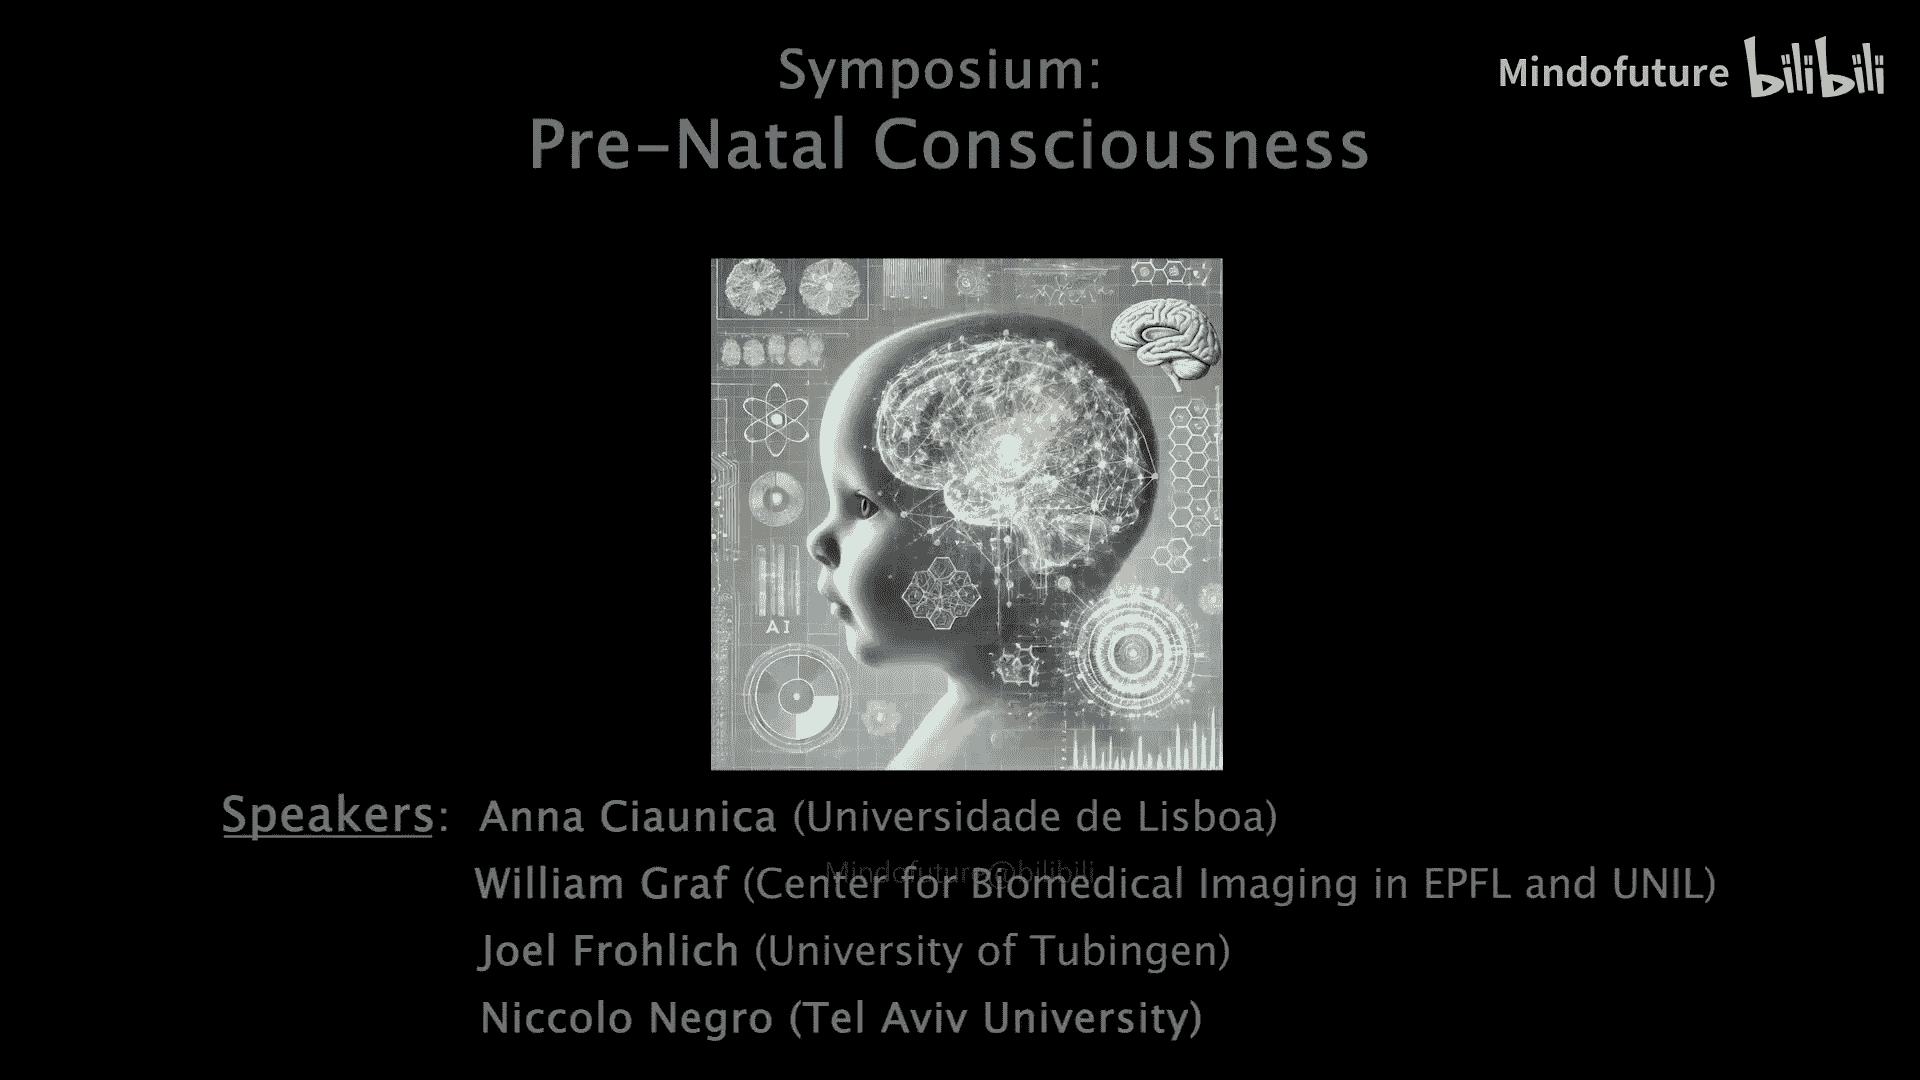 Symposium:
Mindofuture bilibili
Pre-Natal Consciousness
AI
Speakers: Anna Ciaunica (Universidade de Lisboa)
Mindofuture@bilibili
William Graf (Center for Biomedical Imaging in EPFL and UNIL)
Joel Frohlich (University of Tubingen)
Niccolo Negro (Tel Aviv University)